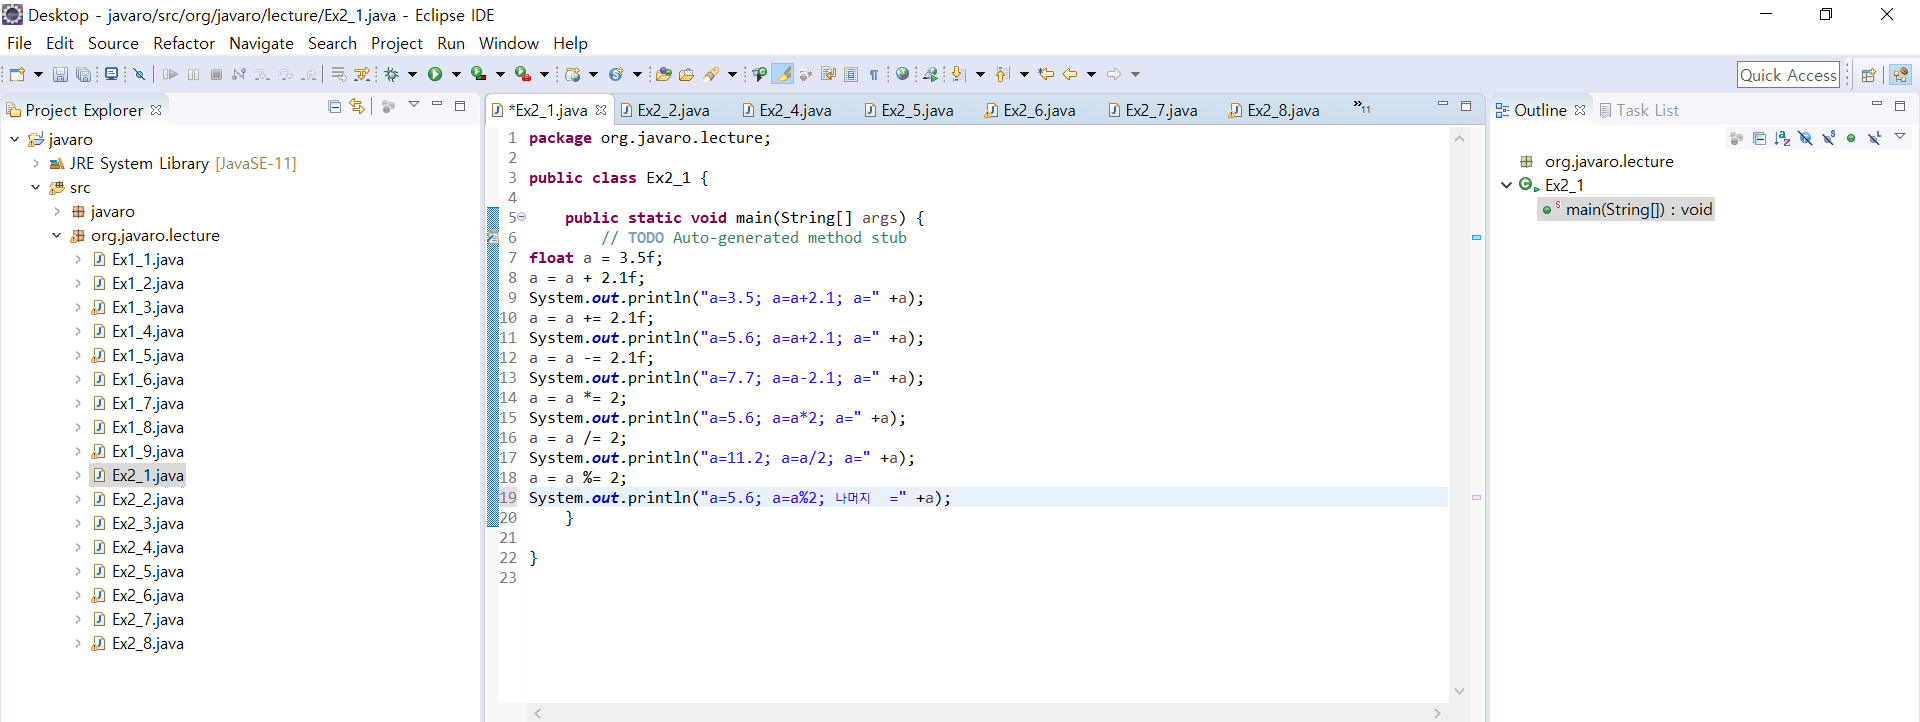 Desktop - javaro/src/org/javaro/lecture/Ex2_1.java - Eclipse IDE
File Edit Source Refactor Navigate Search Project Run Window Help
Quick Access
Project Explorer
javaro
JRE System Library [JavaSE-11]
src
javaro
org.javaro.lecture
Ex1_1.java
Ex1_2.java
Ex1_3.java
Ex1_4.java
Ex1_5.java
Ex1_6.java
Ex1_7.java
Ex1_8.java
Ex1_9.java
Ex2_1.java
Ex2_2.java
Ex2_3.java
Ex2_4.java
Ex2_5.java
Ex2_6.java
Ex2_7.java
Ex2_8.java
*Ex2_1.java Ex2_2.java Ex2_4.java Ex2_5.java Ex2_6.java Ex2_7.java Ex2_8.java »11
1 package org.javaro.lecture;
2
3 public class Ex2_1 {
4
5 public static void main(String[] args) {
6 // TODO Auto-generated method stub
7 float a = 3.5f;
8 a = a + 2.1f;
9 System.out.println("a=3.5; a=a+2.1; a=" +a);
10 a = a += 2.1f;
11 System.out.println("a=5.6; a=a+2.1; a=" +a);
12 a = a -= 2.1f;
13 System.out.println("a=7.7; a=a-2.1; a=" +a);
14 a = a *= 2;
15 System.out.println("a=5.6; a=a*2; a=" +a);
16 a = a /= 2;
17 System.out.println("a=11.2; a=a/2; a=" +a);
18 a = a %= 2;
19 System.out.println("a=5.6; a=a%2; 나머지  =" +a);
20 }
21
22 }
23
Outline Task List
org.javaro.lecture
Ex2_1
main(String[]) : void